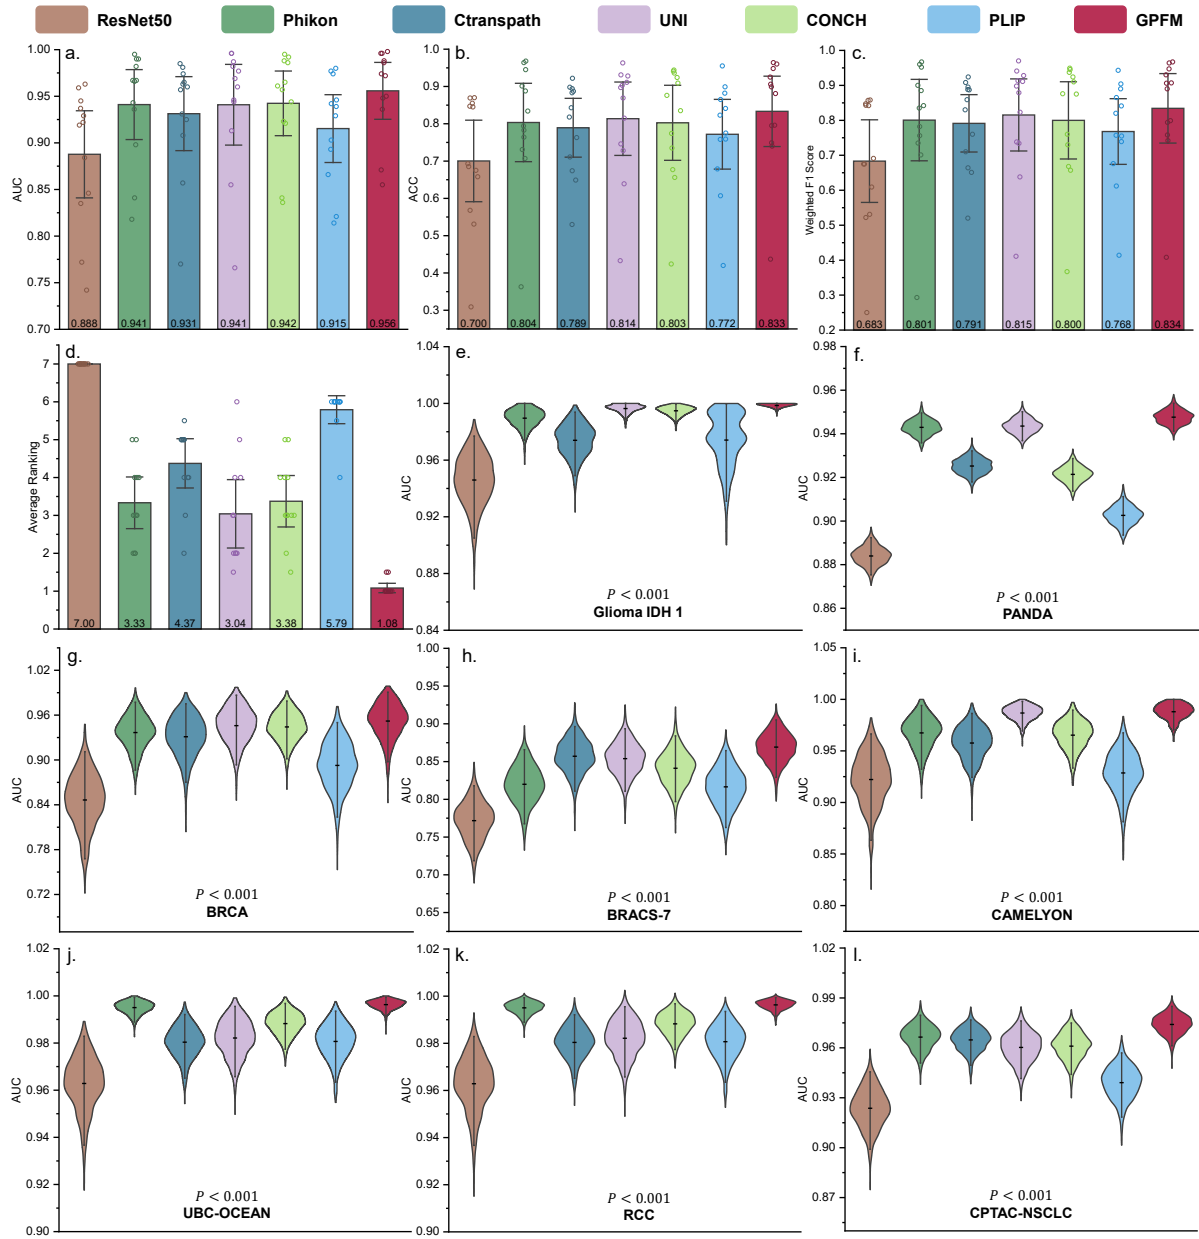 ResNet50 Phikon Ctranspath UNI CONCH PLIP GPFM
a.
AUC
1.00
0.95
0.90
0.85
0.80
0.75
0.70
0.888 0.941 0.931 0.941 0.942 0.915 0.956
b.
ACC
1.0
0.9
0.8
0.7
0.6
0.5
0.4
0.3
0.700 0.804 0.789 0.814 0.803 0.772 0.833
c.
Weighted F1 Score
1.0
0.9
0.8
0.7
0.6
0.5
0.4
0.3
0.2
0.683 0.801 0.791 0.815 0.800 0.768 0.834
d.
Average Ranking
7
6
5
4
3
2
1
0
7.00 3.33 4.37 3.04 3.38 5.79 1.08
e.
AUC
1.04
1.00
0.96
0.92
0.88
0.84
P < 0.001
Glioma IDH 1
f.
AUC
0.98
0.96
0.94
0.92
0.90
0.88
0.86
P < 0.001
PANDA
g.
AUC
1.02
0.96
0.90
0.84
0.78
0.72
P < 0.001
BRCA
h.
AUC
1.00
0.95
0.90
0.85
0.80
0.75
0.70
0.65
P < 0.001
BRACS-7
i.
AUC
1.05
1.00
0.95
0.90
0.85
0.80
P < 0.001
CAMELYON
j.
AUC
1.02
1.00
0.98
0.96
0.94
0.92
0.90
P < 0.001
UBC-OCEAN
k.
AUC
1.02
1.00
0.98
0.96
0.94
0.92
0.90
P < 0.001
RCC
l.
AUC
1.02
0.99
0.96
0.93
0.90
0.87
P < 0.001
CPTAC-NSCLC